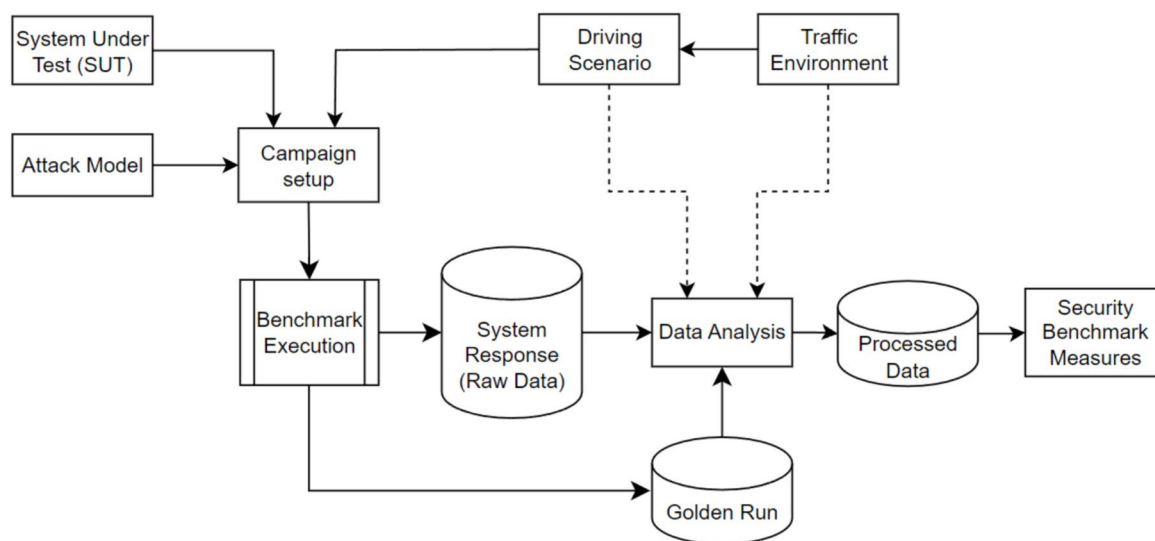 System Under
Test (SUT)
Driving
Scenario
Traffic
Environment
Attack Model
Campaign
setup
Benchmark
Execution
System
Response
(Raw Data)
Data Analysis
Processed
Data
Security
Benchmark
Measures
Golden Run